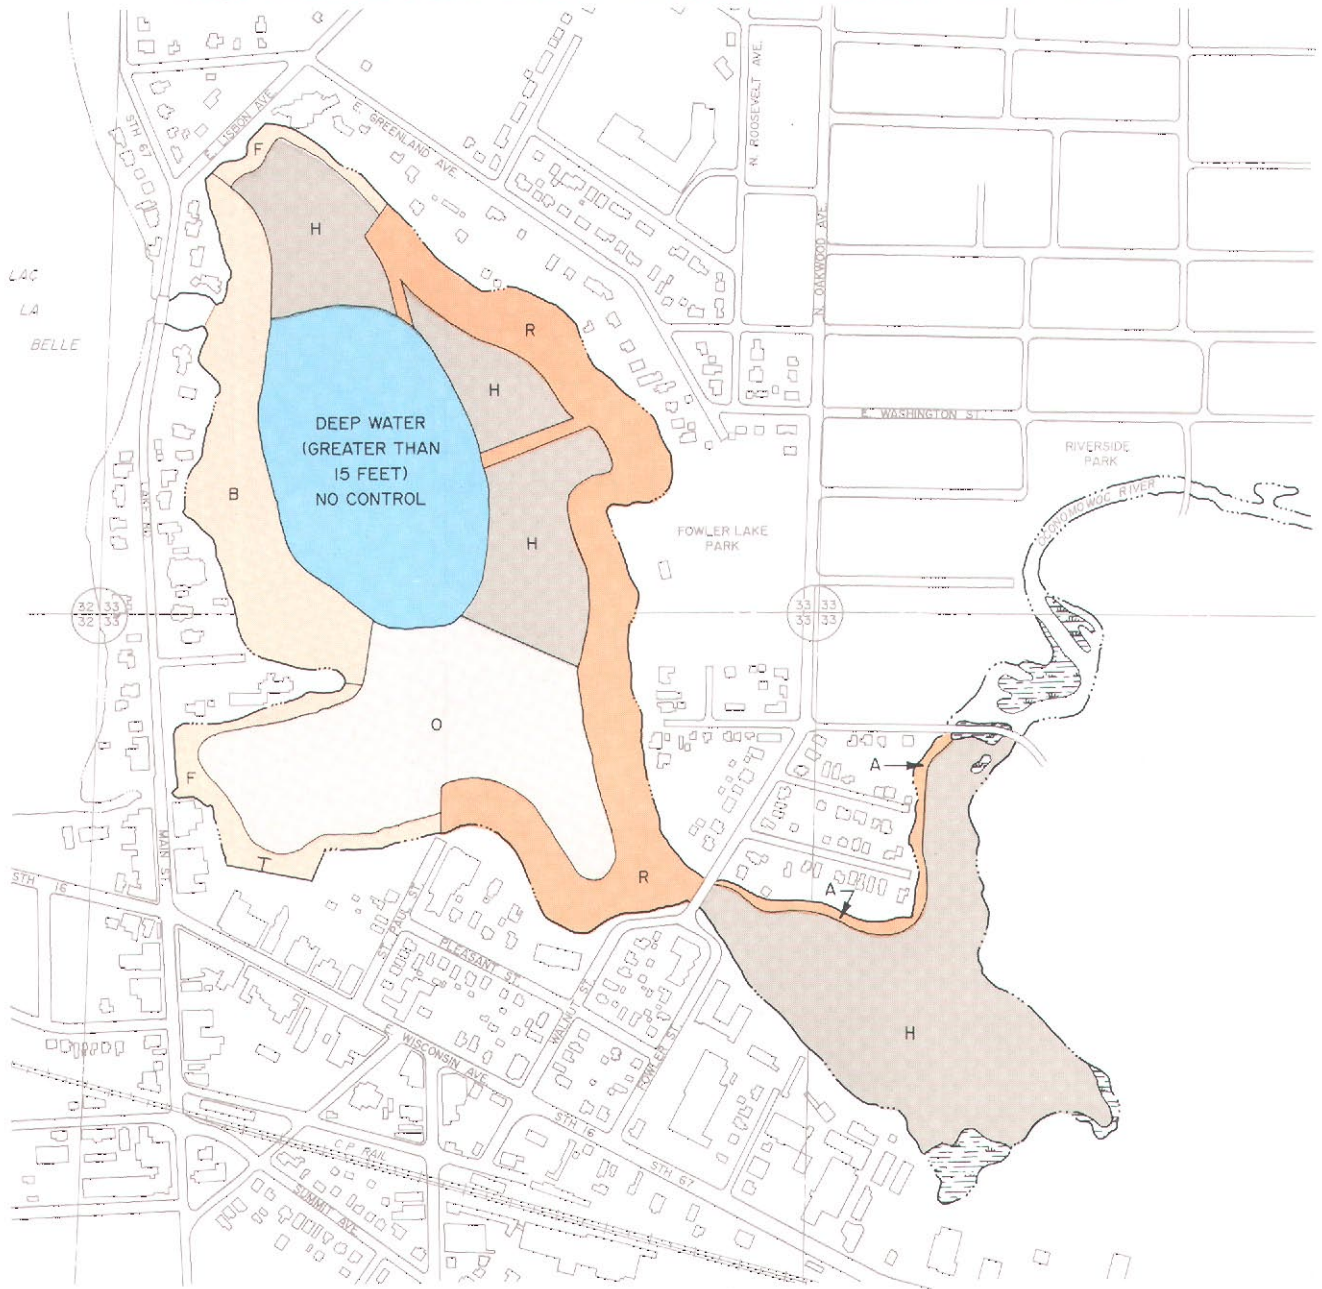 STH 67
E. LISBON AVE.
E. GREENLAND AVE.
N. ROOSEVELT AVE.
N. OAKWOOD AVE.
F
H
LAC
LA
BELLE
R
H
DEEP WATER
(GREATER THAN
15 FEET)
NO CONTROL
E. WASHINGTON ST.
RIVERSIDE
PARK
B
OCONOMOWOC RIVER
FOWLER LAKE
PARK
H
32 33
32 33
33 33
33 33
O
F
A
MAIN ST.
T
STH 16
R
A
ST. PAUL ST.
PLEASANT ST.
WALNUT ST.
FOWLER ST.
H
E. WISCONSIN AVE.
STH 16
C.P. RAIL
STH 67
SUMMIT AVE.